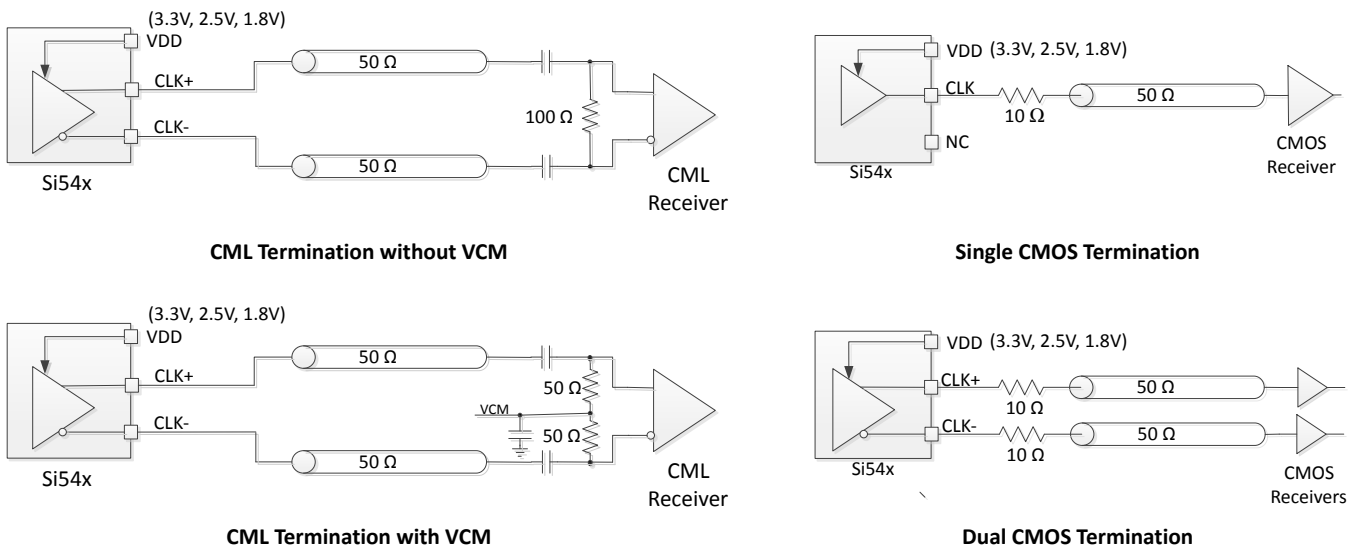 (3.3V, 2.5V, 1.8V)
VDD
CLK+
50 Ω
CLK-
50 Ω
100 Ω
Si54x
CML
Receiver
CML Termination without VCM
VDD (3.3V, 2.5V, 1.8V)
CLK
10 Ω
50 Ω
NC
Si54x
CMOS
Receiver
Single CMOS Termination
(3.3V, 2.5V, 1.8V)
VDD
CLK+
50 Ω
50 Ω
VCM
CLK-
50 Ω
50 Ω
Si54x
CML
Receiver
CML Termination with VCM
VDD (3.3V, 2.5V, 1.8V)
CLK+
10 Ω
50 Ω
CLK-
10 Ω
50 Ω
Si54x
CMOS
Receivers
Dual CMOS Termination